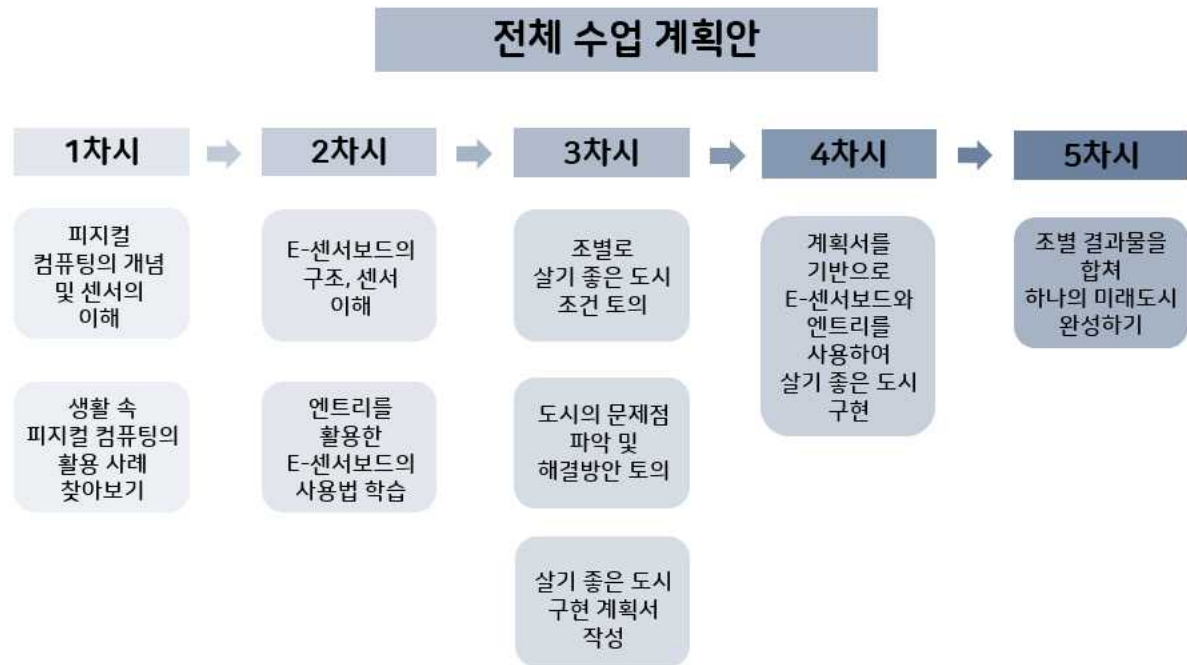 전체 수업 계획안
1차시
피지컬
컴퓨팅의 개념
및 센서의
이해
생활 속
피지컬 컴퓨팅의
활용 사례
찾아보기
2차시
E-센서보드의
구조, 센서
이해
엔트리를
활용한
E-센서보드의
사용법 학습
3차시
조별로
살기 좋은 도시
조건 토의
도시의 문제점
파악 및
해결방안 토의
살기 좋은 도시
구현 계획서
작성
4차시
계획서를
기반으로
E-센서보드와
엔트리를
사용하여
살기 좋은 도시
구현
5차시
조별 결과물을
합쳐
하나의 미래도시
완성하기